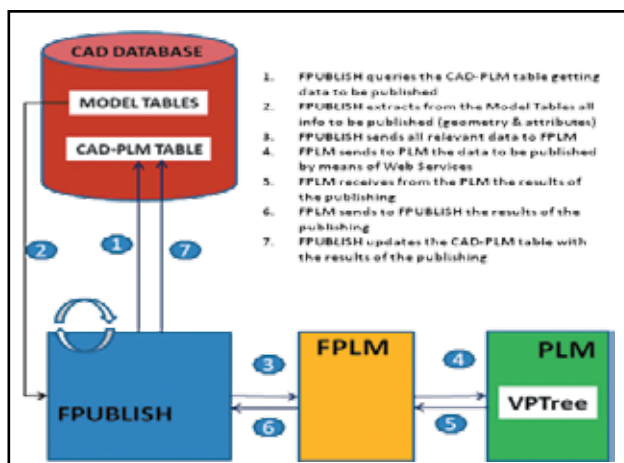 CAD DATABASE
MODEL TABLES
CAD-PLM TABLE
1. FPUBLISH queries the CAD-PLM table getting
data to be published
2. FPUBLISH extracts from the Model Tables all
info to be published (geometry & attributes)
3. FPUBLISH sends all relevant data to FPLM
4. FPLM sends to PLM the data to be published
by means of Web Services
5. FPLM receives from the PLM the results of
the publishing
6. FPLM sends to FPUBLISH the results of the
publishing
7. FPUBLISH updates the CAD-PLM table with
the results of the publishing
2
1
7
FPUBLISH
3
6
FPLM
4
5
PLM
VPTree